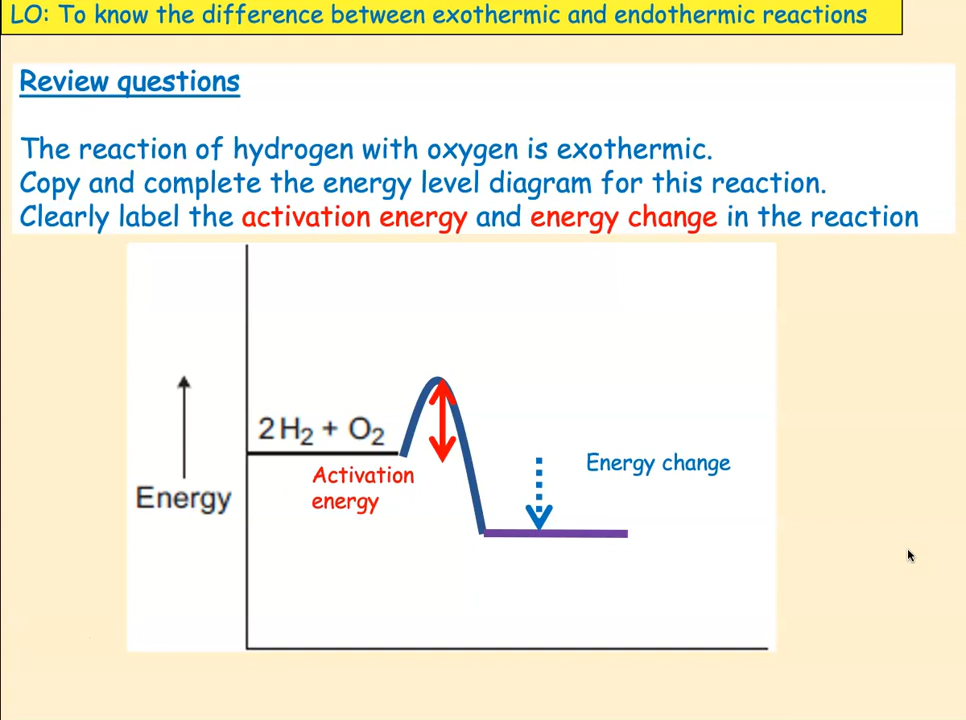 LO: To know the difference between exothermic and endothermic reactions
Review questions
The reaction of hydrogen with oxygen is exothermic.
Copy and complete the energy level diagram for this reaction.
Clearly label the activation energy and energy change in the reaction
2H₂ + O₂
Energy change
Activation
energy
Energy